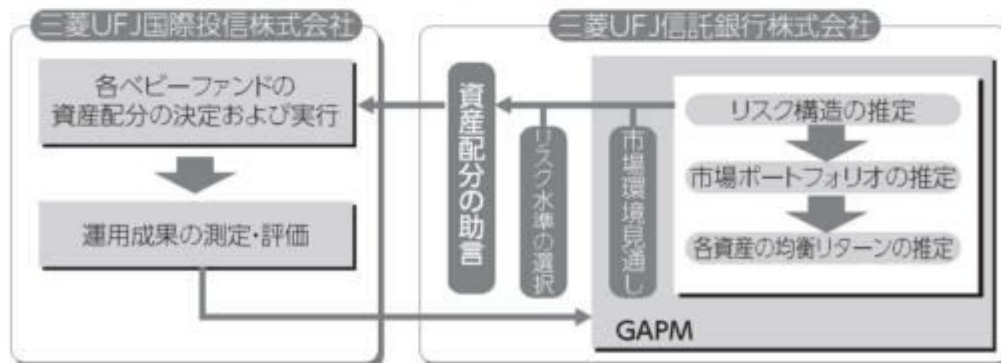 三菱UFJ国際投信株式会社
各ベビーファンドの
資産配分の決定および実行
運用成果の測定・評価
三菱UFJ信託銀行株式会社
資産配分の助言
リスク水準の選択
市場環境見通し
リスク構造の推定
市場ポートフォリオの推定
各資産の均衡リターンの推定
GAPM